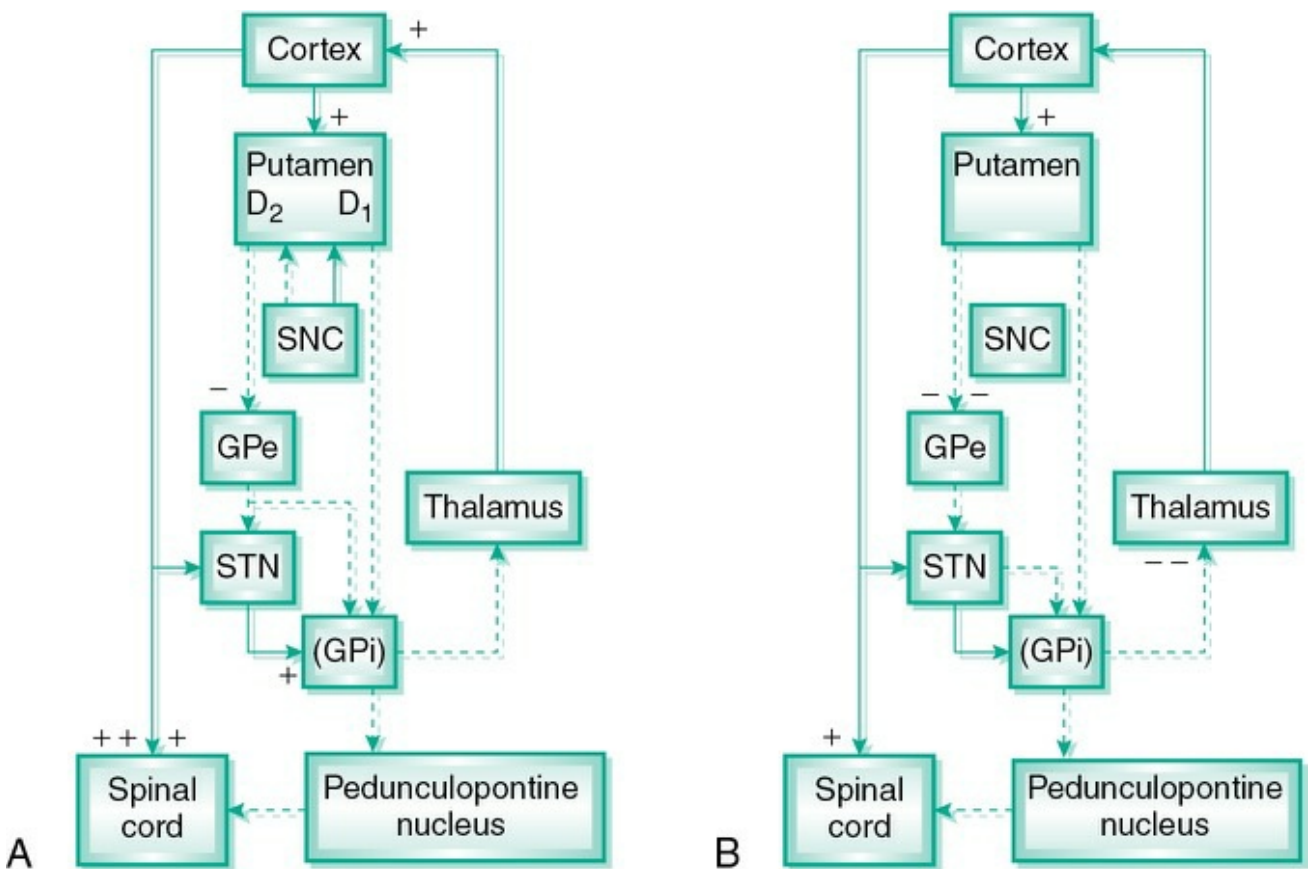 Cortex
+
+
Putamen
D₂ D₁
SNC
−
GPe
Thalamus
STN
(GPi)
+
++ +
Spinal
cord
Pedunculopontine
nucleus
A
Cortex
+
Putamen
SNC
− −
GPe
Thalamus
− −
STN
(GPi)
+
Spinal
cord
Pedunculopontine
nucleus
B